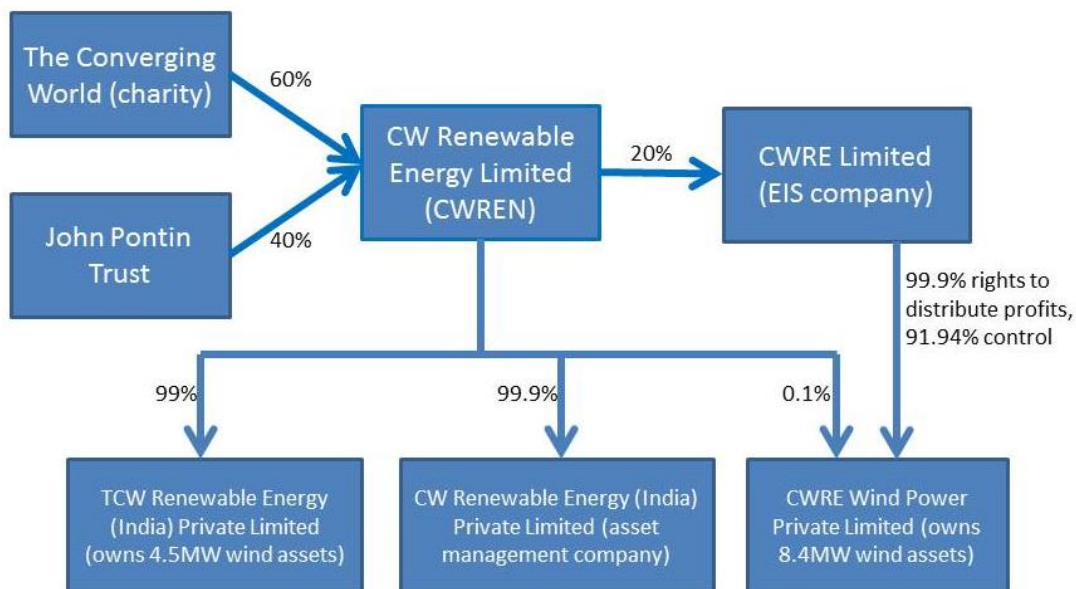 The Converging
World (charity)
60%
CW Renewable
Energy Limited
(CWREN)
20%
CWRE Limited
(EIS company)
John Pontin
Trust
40%
99.9% rights to
distribute profits,
91.94% control
99%
99.9%
0.1%
TCW Renewable Energy
(India) Private Limited
(owns 4.5MW wind assets)
CW Renewable Energy (India)
Private Limited (asset
management company)
CWRE Wind Power
Private Limited (owns
8.4MW wind assets)